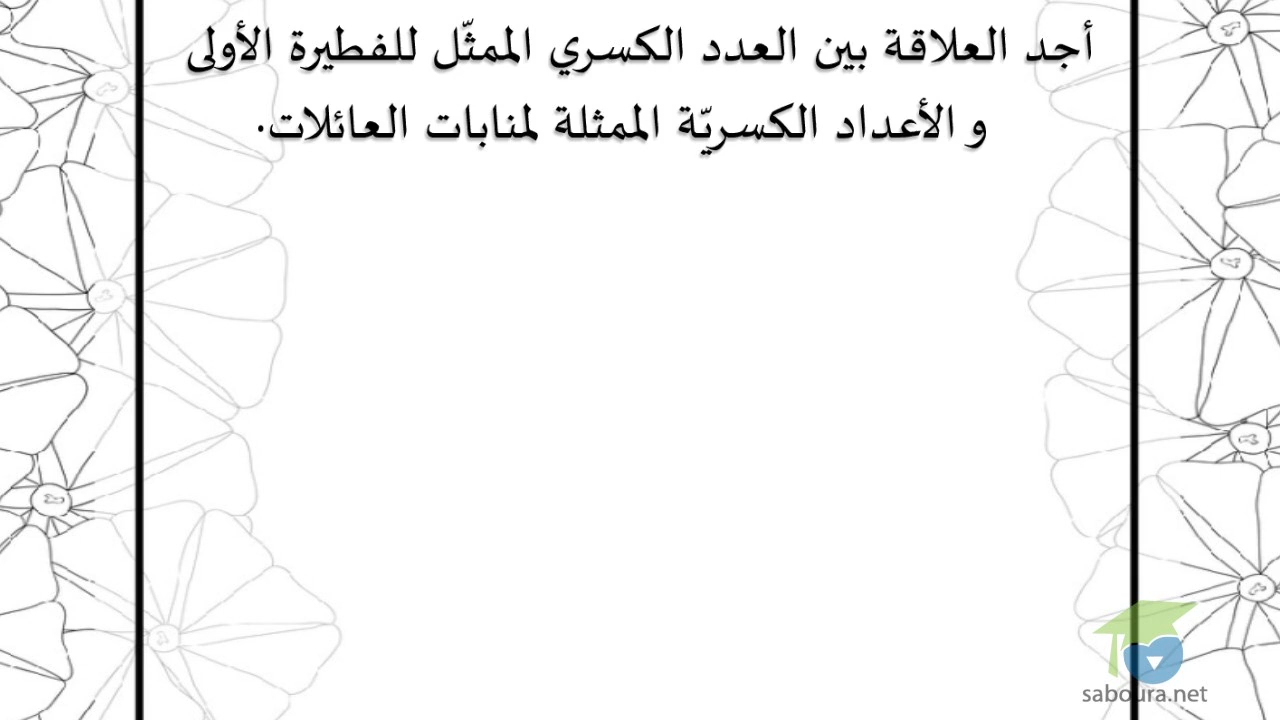 أجد العلاقة بين العدد الكسري الممثّل للفطيرة الأولى
و الأعداد الكسريّة الممثلة لمنابات العائلات.
saboura.net